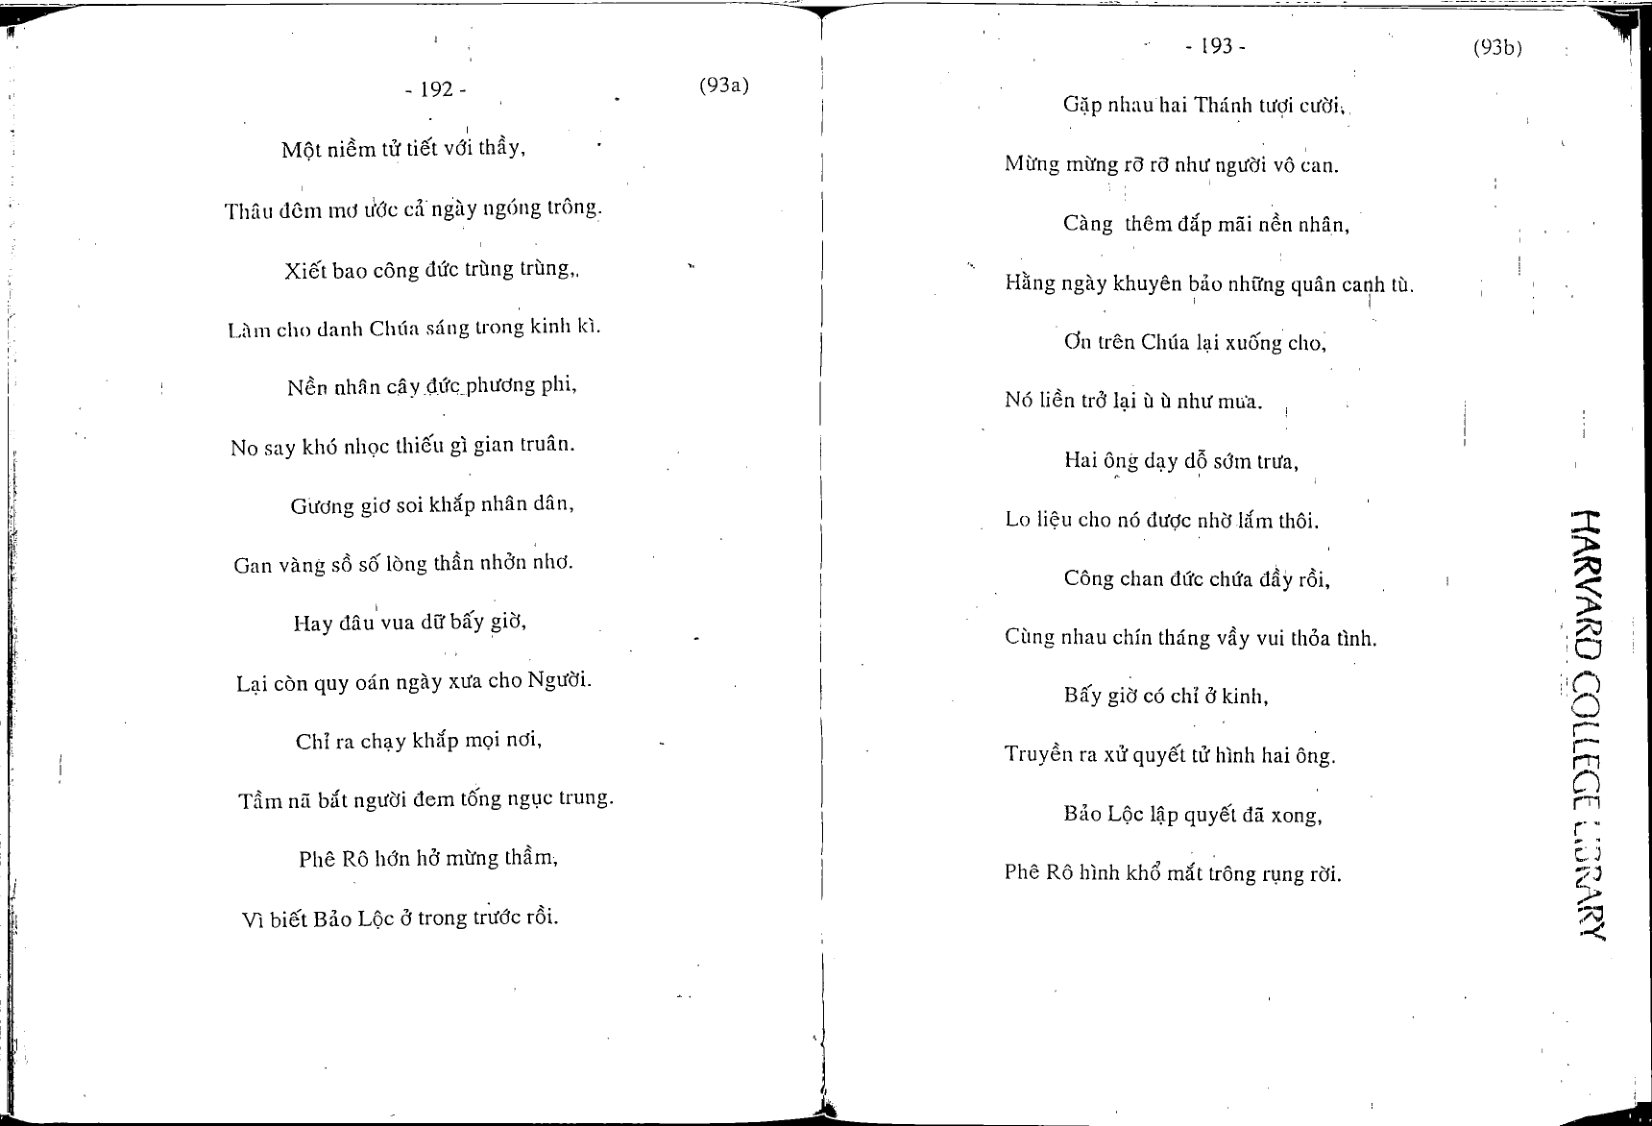 - 192 -
(93a)
Một niềm tử tiết với thầy,
Thâu đêm mơ ước cả ngày ngóng trông.
Xiết bao công đức trùng trùng,
Làm cho danh Chúa sáng trong kinh kì.
Nền nhân cây đức phương phi,
No say khó nhọc thiếu gì gian truân.
Gương giơ soi khắp nhân dân,
Gan vàng sồ số lòng thần nhởn nhơ.
Hay đâu vua dữ bấy giờ,
Lại còn quy oán ngày xưa cho Người.
Chỉ ra chạy khắp mọi nơi,
Tầm nã bắt người đem tống ngục trung.
Phê Rô hớn hở mừng thầm,
Vì biết Bảo Lộc ở trong trước rồi.
- 193 -
(93b)
Gặp nhau hai Thánh tượi cười,
Mừng mừng rỡ rỡ như người vô can.
Càng thêm đắp mãi nền nhân,
Hằng ngày khuyên bảo những quân canh tù.
Ơn trên Chúa lại xuống cho,
Nó liền trở lại ù ù như mưa.
Hai ông dạy dỗ sớm trưa,
Lo liệu cho nó được nhờ lắm thôi.
Công chan đức chứa đầy rồi,
Cùng nhau chín tháng vầy vui thỏa tình.
Bấy giờ có chỉ ở kinh,
Truyền ra xử quyết tử hình hai ông.
Bảo Lộc lập quyết đã xong,
Phê Rô hình khổ mắt trông rụng rời.
HARVARD COLLEGE LIBRARY